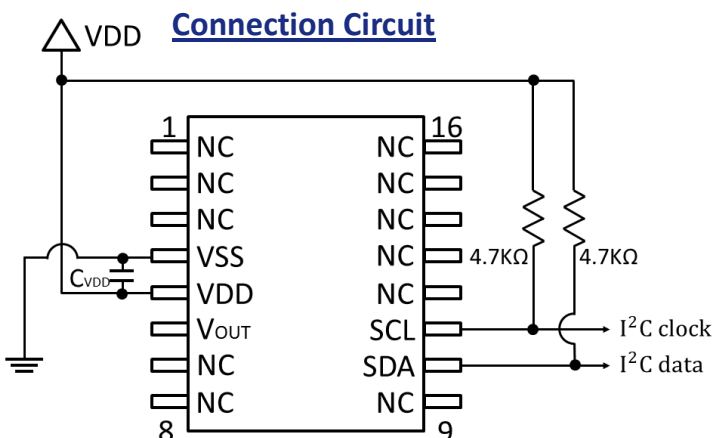 VDD
Connection Circuit
1
16
NC
NC
NC
NC
NC
NC
VSS
NC
4.7KΩ
4.7KΩ
CVDD
VDD
NC
VOUT
SCL
I²C clock
NC
SDA
I²C data
NC
NC
8
9